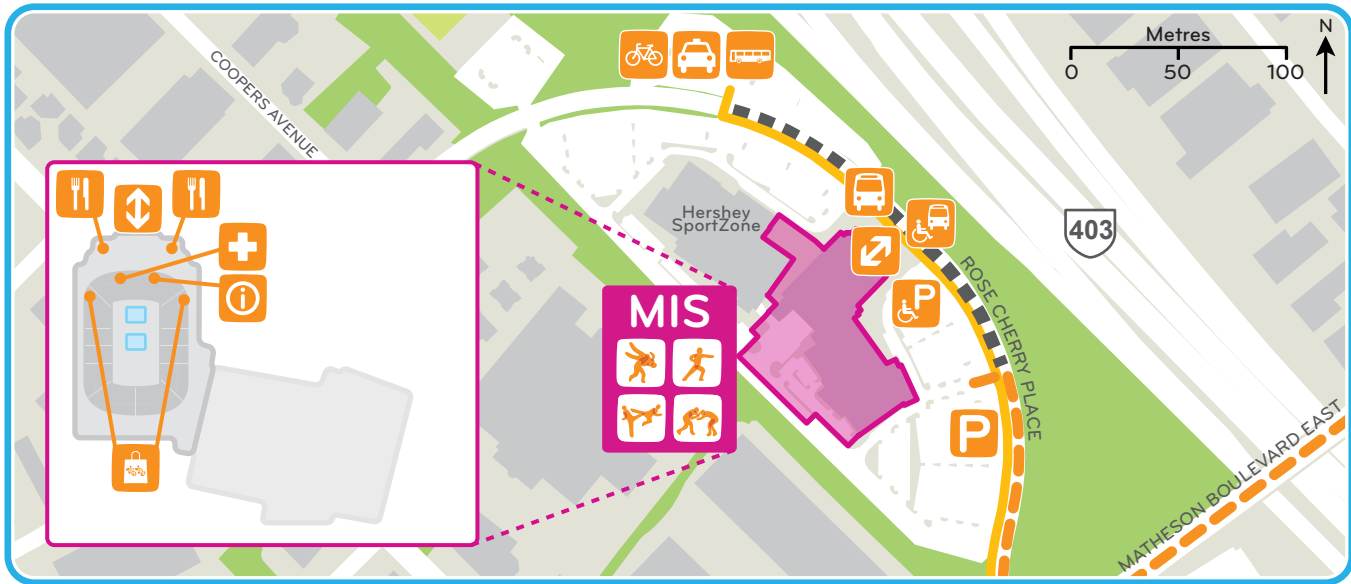 COOPERS AVENUE
Metres
0 50 100
N
Hershey
SportZone
403
MIS
P
ROSE CHERRY PLACE
P
MATHESON BOULEVARD EAST
i